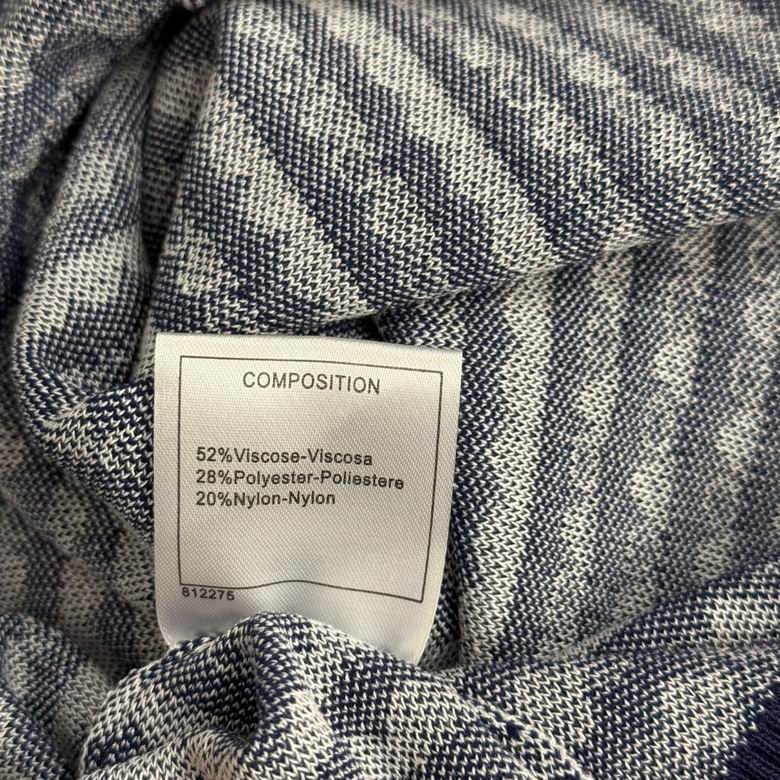 COMPOSITION
52%Viscose-Viscosa
28%Polyester-Poliestere
20%Nylon-Nylon
812275